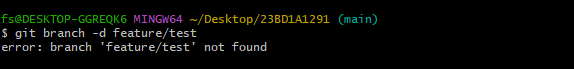 fs@DESKTOP-GGREQK6 MINGW64 ~/Desktop/23BD1A1291 (main)
$ git branch -d feature/test
error: branch 'feature/test' not found